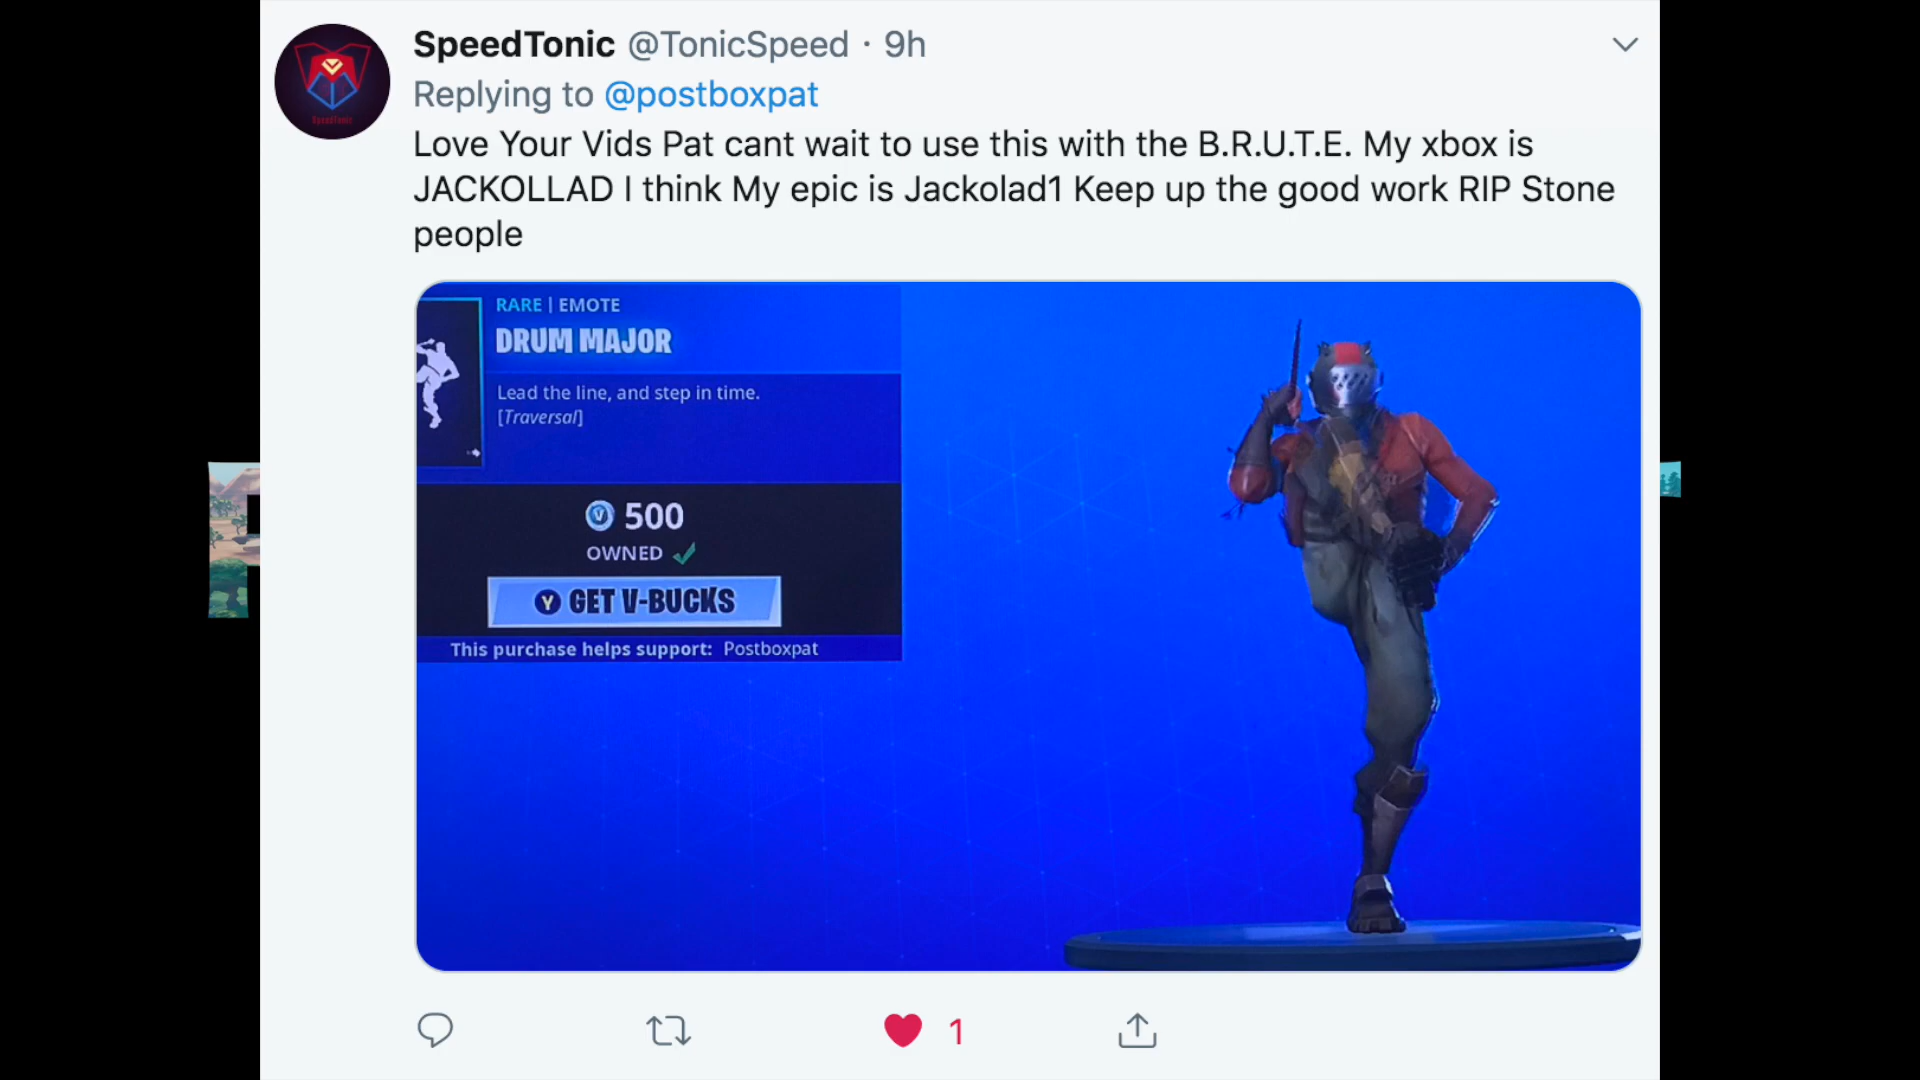 SpeedTonic @TonicSpeed · 9h
Replying to @postboxpat
Love Your Vids Pat cant wait to use this with the B.R.U.T.E. My xbox is
JACKOLLAD I think My epic is Jackolad1 Keep up the good work RIP Stone
people
RARE | EMOTE
DRUM MAJOR
Lead the line, and step in time.
[Traversal]
500
OWNED
Y GET V-BUCKS
This purchase helps support: Postboxpat
1